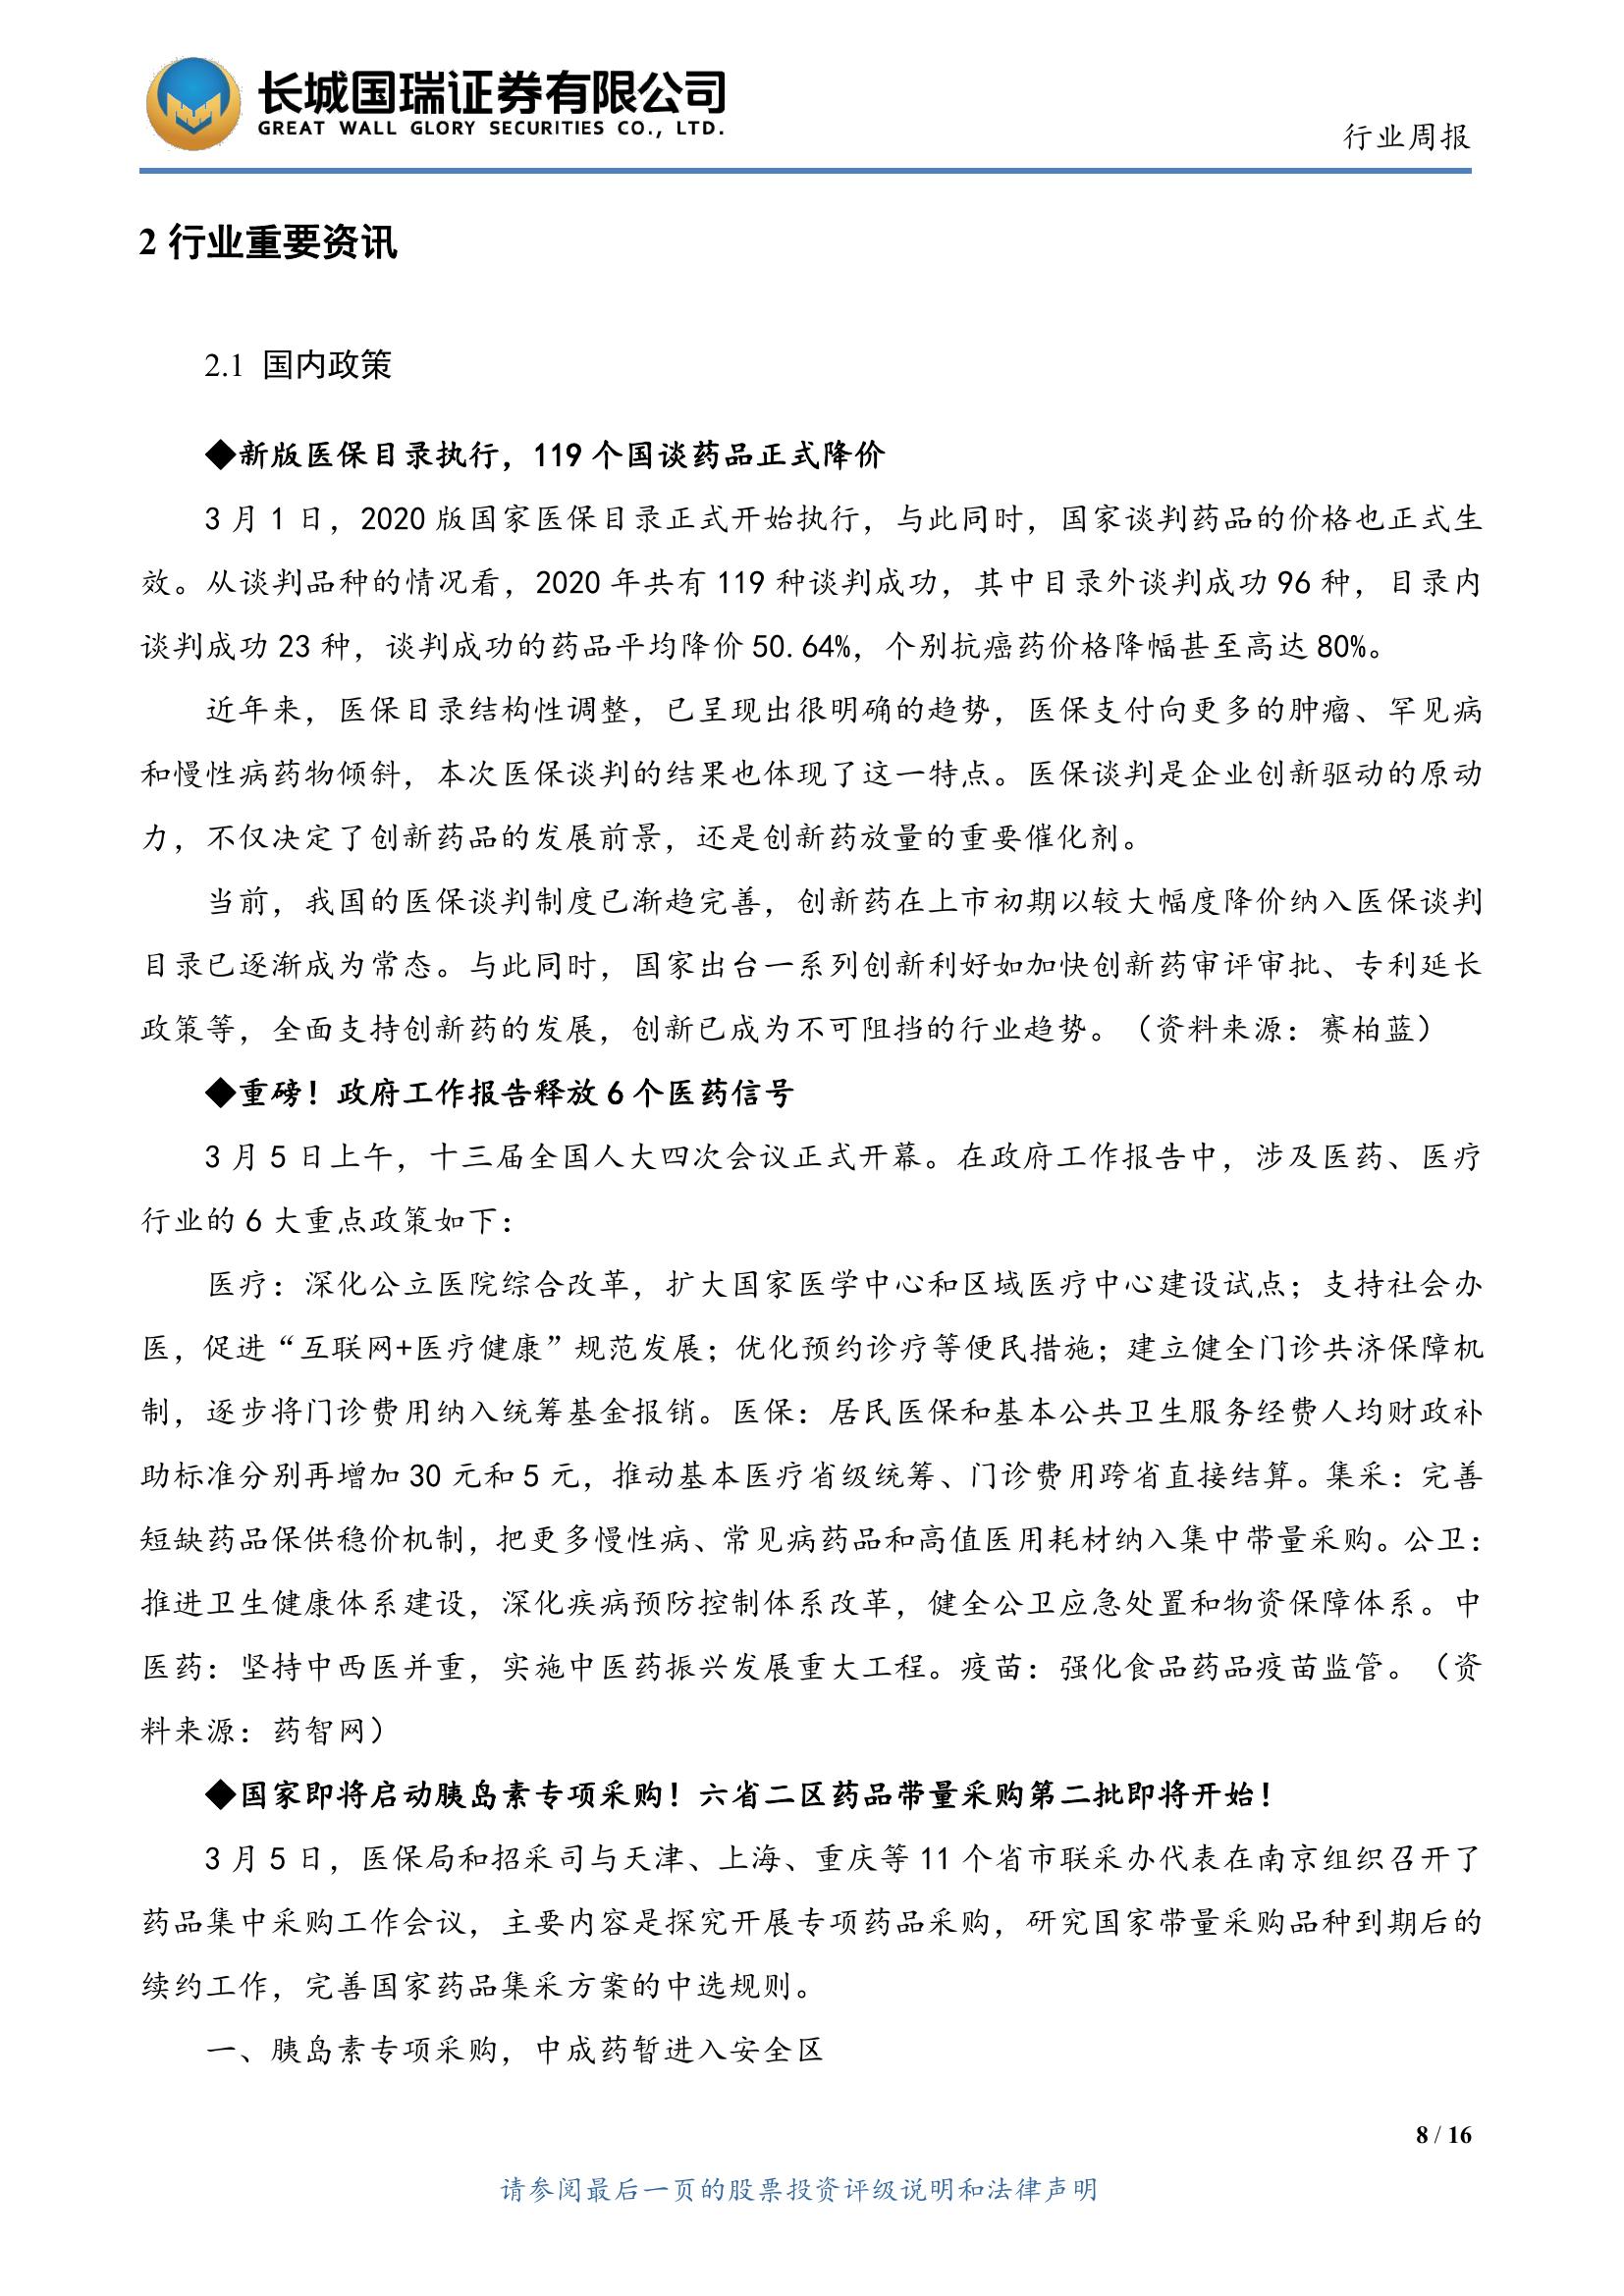 长城国瑞证券有限公司
GREAT WALL GLORY SECURITIES CO., LTD.
行业周报
2 行业重要资讯
2.1 国内政策
◆新版医保目录执行，119 个国谈药品正式降价
3 月 1 日，2020 版国家医保目录正式开始执行，与此同时，国家谈判药品的价格也正式生
效。从谈判品种的情况看，2020 年共有 119 种谈判成功，其中目录外谈判成功 96 种，目录内
谈判成功 23 种，谈判成功的药品平均降价 50.64%，个别抗癌药价格降幅甚至高达 80%。
近年来，医保目录结构性调整，已呈现出很明确的趋势，医保支付向更多的肿瘤、罕见病
和慢性病药物倾斜，本次医保谈判的结果也体现了这一特点。医保谈判是企业创新驱动的原动
力，不仅决定了创新药品的发展前景，还是创新药放量的重要催化剂。
当前，我国的医保谈判制度已渐趋完善，创新药在上市初期以较大幅度降价纳入医保谈判
目录已逐渐成为常态。与此同时，国家出台一系列创新利好如加快创新药审评审批、专利延长
政策等，全面支持创新药的发展，创新已成为不可阻挡的行业趋势。（资料来源：赛柏蓝）
◆重磅！政府工作报告释放 6 个医药信号
3 月 5 日上午，十三届全国人大四次会议正式开幕。在政府工作报告中，涉及医药、医疗
行业的 6 大重点政策如下：
医疗：深化公立医院综合改革，扩大国家医学中心和区域医疗中心建设试点；支持社会办
医，促进“互联网+医疗健康”规范发展；优化预约诊疗等便民措施；建立健全门诊共济保障机
制，逐步将门诊费用纳入统筹基金报销。医保：居民医保和基本公共卫生服务经费人均财政补
助标准分别再增加 30 元和 5 元，推动基本医疗省级统筹、门诊费用跨省直接结算。集采：完善
短缺药品保供稳价机制，把更多慢性病、常见病药品和高值医用耗材纳入集中带量采购。公卫：
推进卫生健康体系建设，深化疾病预防控制体系改革，健全公卫应急处置和物资保障体系。中
医药：坚持中西医并重，实施中医药振兴发展重大工程。疫苗：强化食品药品疫苗监管。（资
料来源：药智网）
◆国家即将启动胰岛素专项采购！六省二区药品带量采购第二批即将开始！
3 月 5 日，医保局和招采司与天津、上海、重庆等 11 个省市联采办代表在南京组织召开了
药品集中采购工作会议，主要内容是探究开展专项药品采购，研究国家带量采购品种到期后的
续约工作，完善国家药品集采方案的中选规则。
一、胰岛素专项采购，中成药暂进入安全区
8 / 16
请参阅最后一页的股票投资评级说明和法律声明